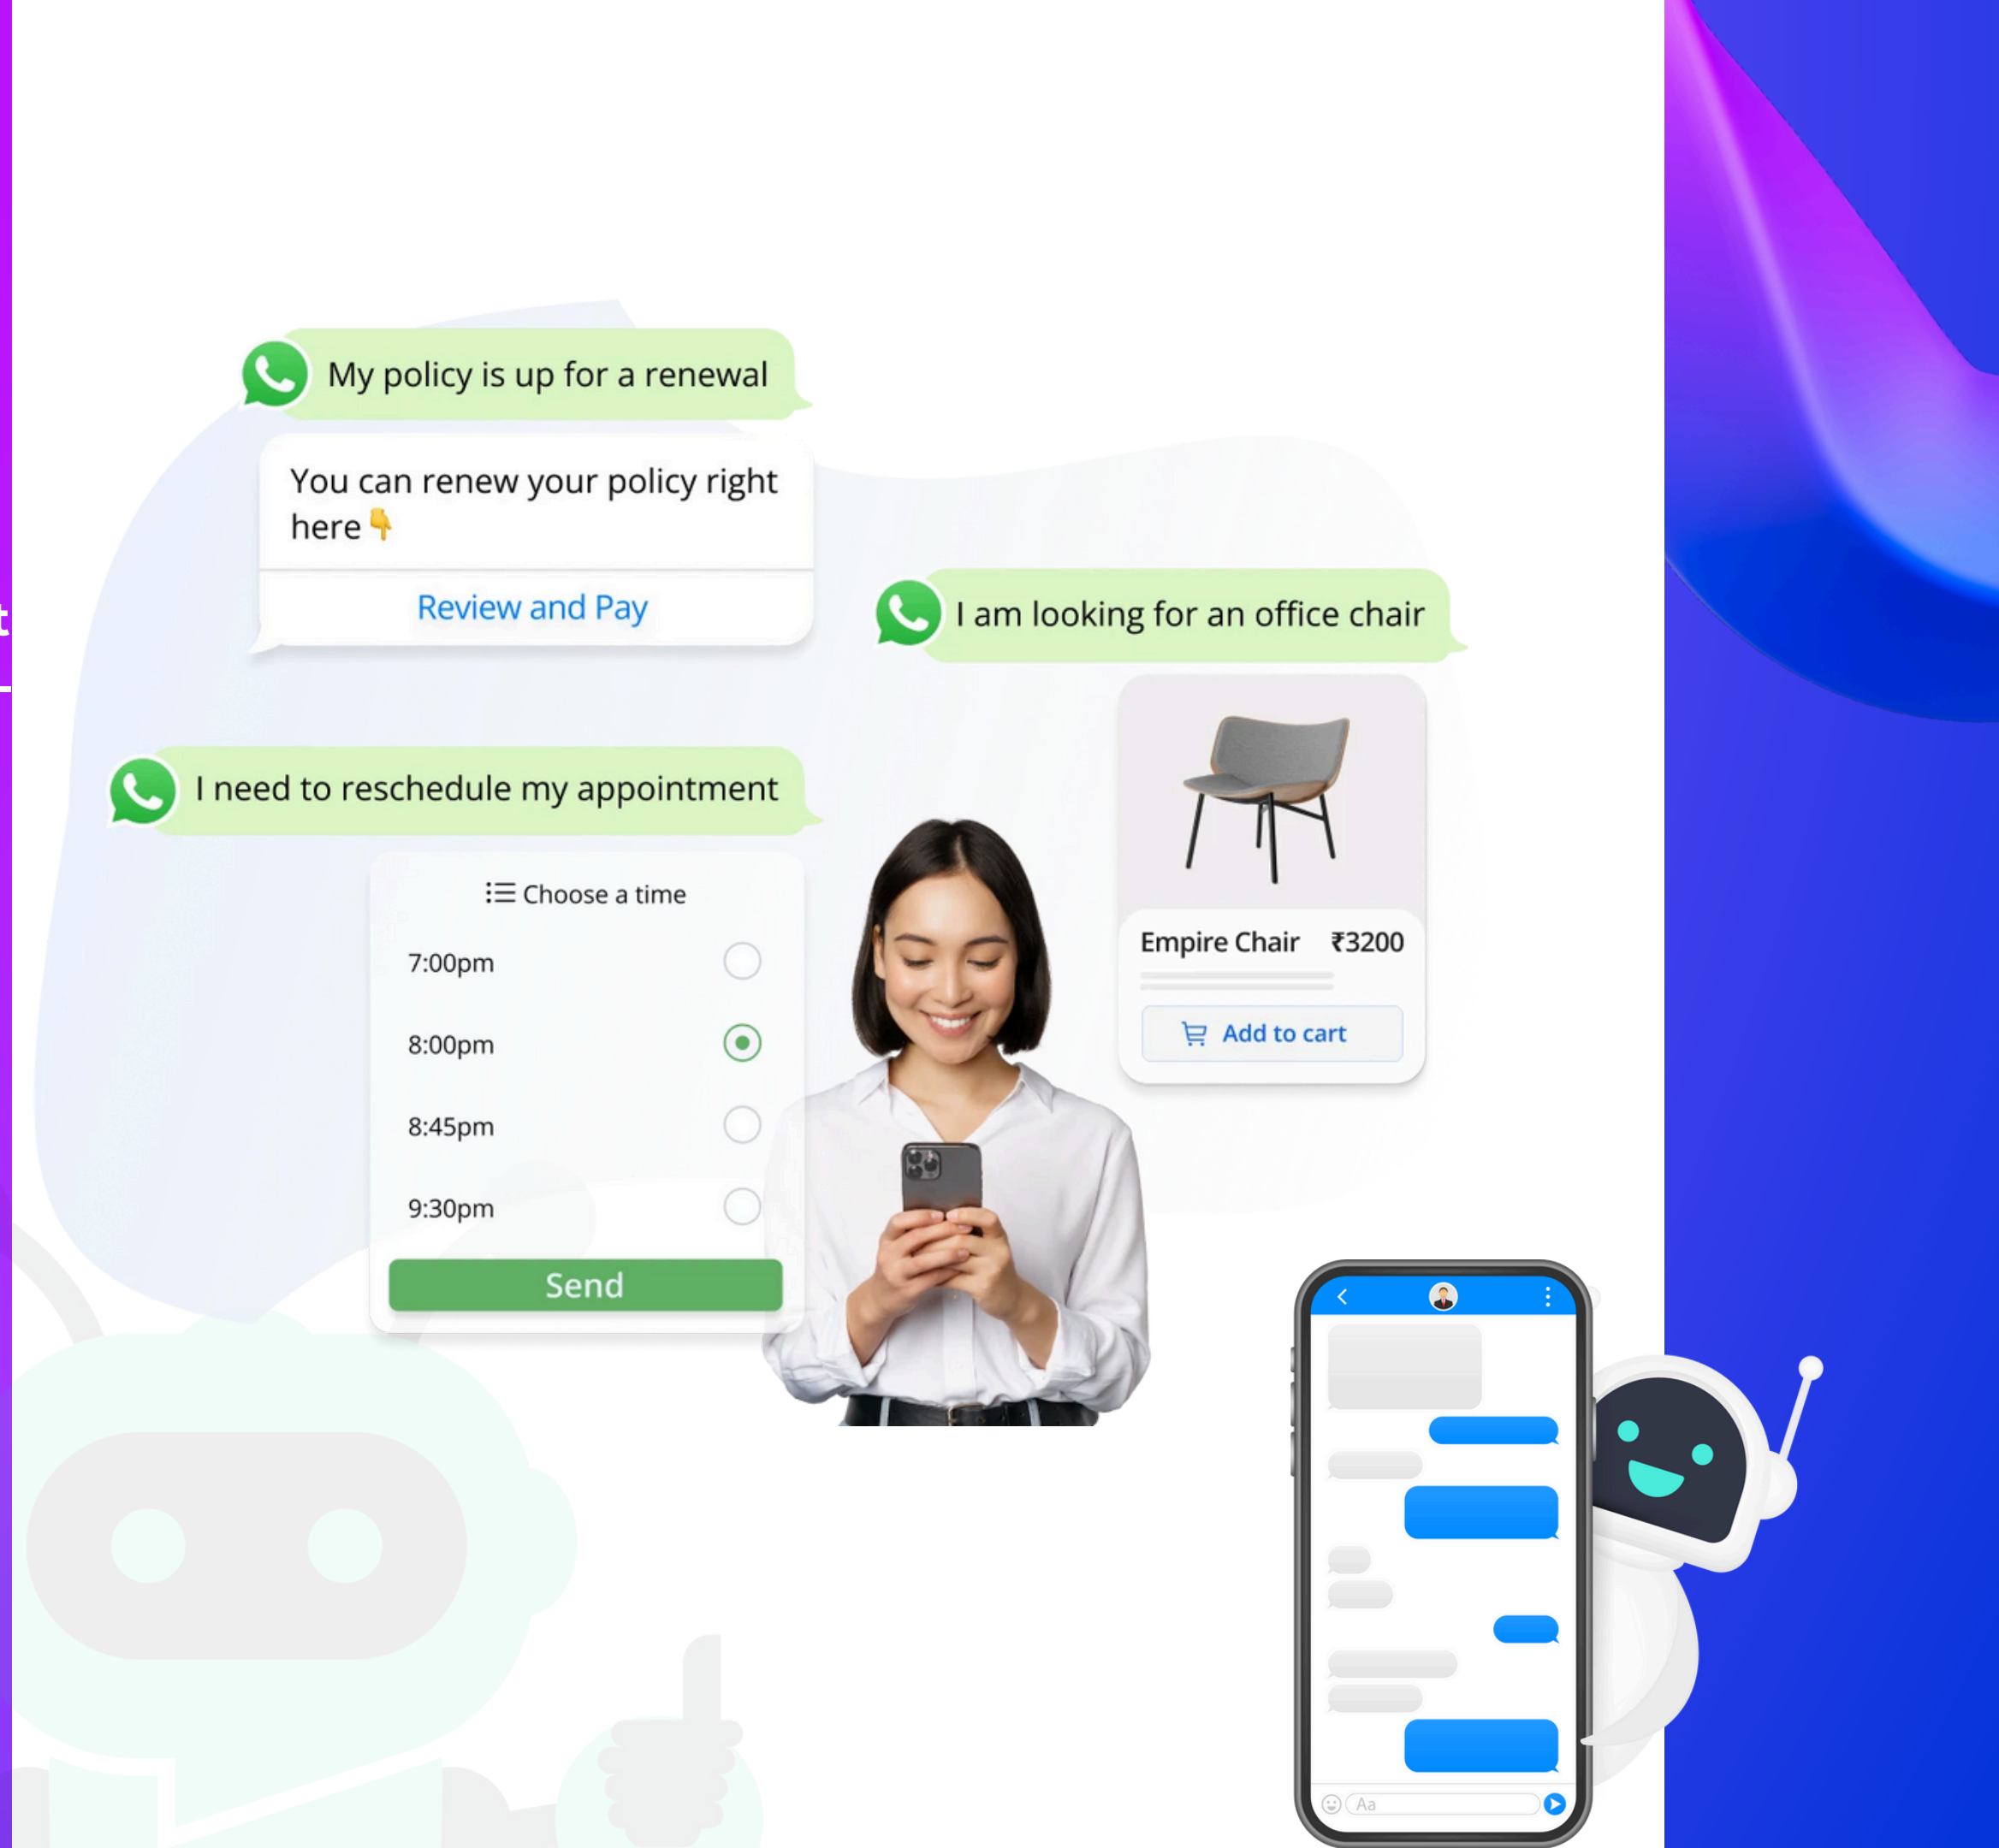 My policy is up for a renewal
You can renew your policy right
here👇
Review and Pay
I am looking for an office chair
I need to reschedule my appointment
Choose a time
7:00pm
8:00pm
8:45pm
9:30pm
Send
Empire Chair ₹3200
Add to cart
Aa
t